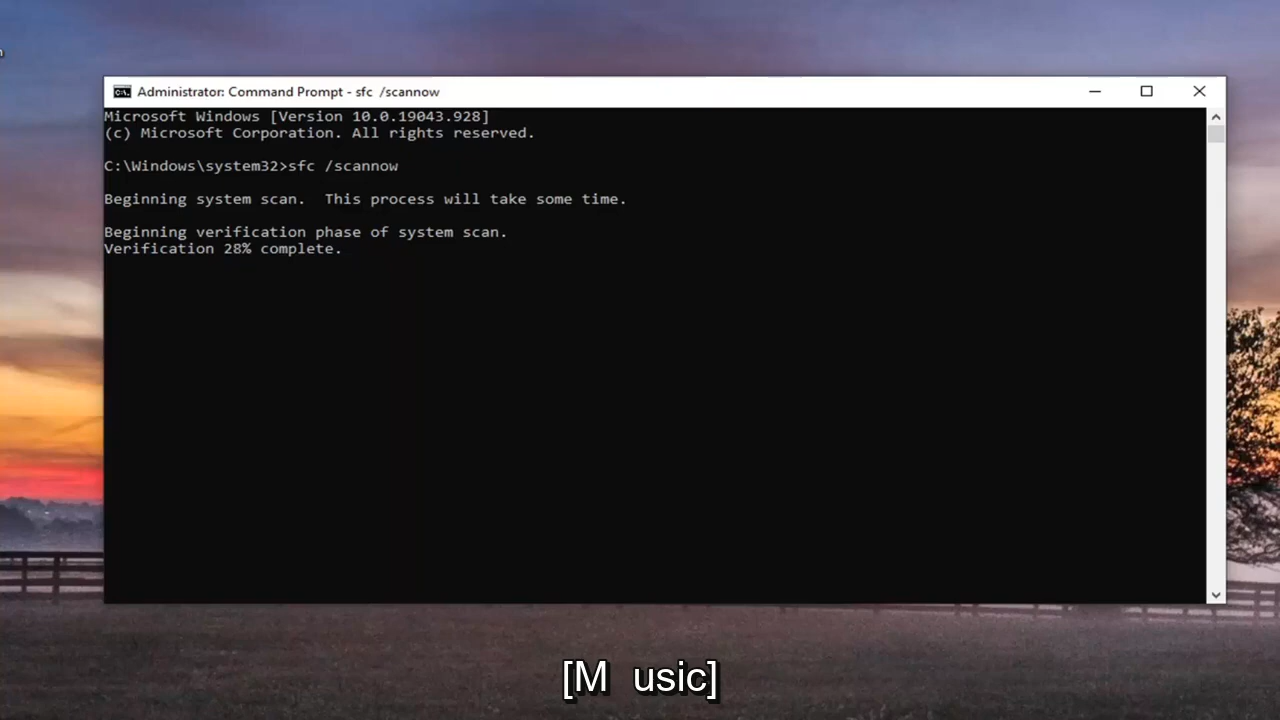 Administrator: Command Prompt - sfc /scannow
Microsoft Windows [Version 10.0.19043.928]
(c) Microsoft Corporation. All rights reserved.
C:\Windows\system32>sfc /scannow
Beginning system scan.  This process will take some time.
Beginning verification phase of system scan.
Verification 28% complete.
[M usic]